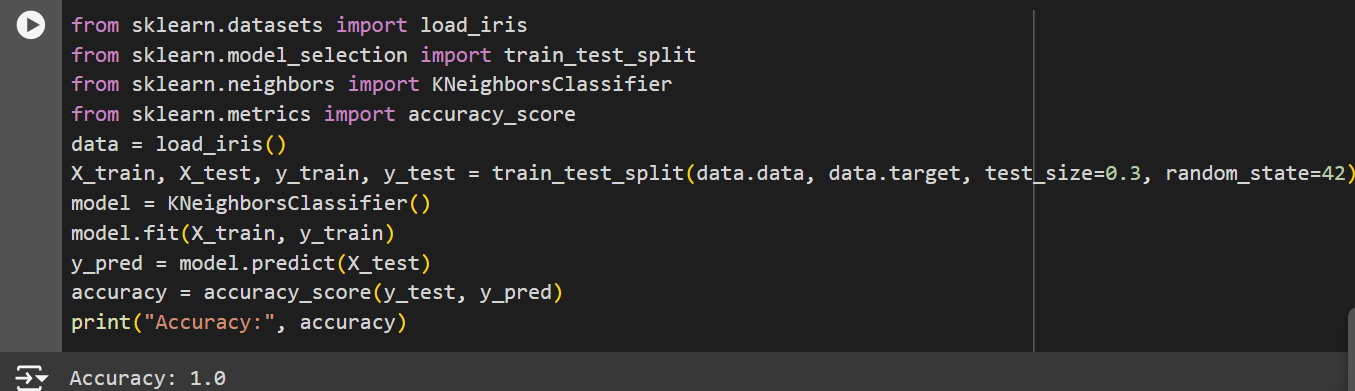 from sklearn.datasets import load_iris
from sklearn.model_selection import train_test_split
from sklearn.neighbors import KNeighborsClassifier
from sklearn.metrics import accuracy_score
data = load_iris()
X_train, X_test, y_train, y_test = train_test_split(data.data, data.target, test_size=0.3, random_state=42)
model = KNeighborsClassifier()
model.fit(X_train, y_train)
y_pred = model.predict(X_test)
accuracy = accuracy_score(y_test, y_pred)
print("Accuracy:", accuracy)
Accuracy: 1.0